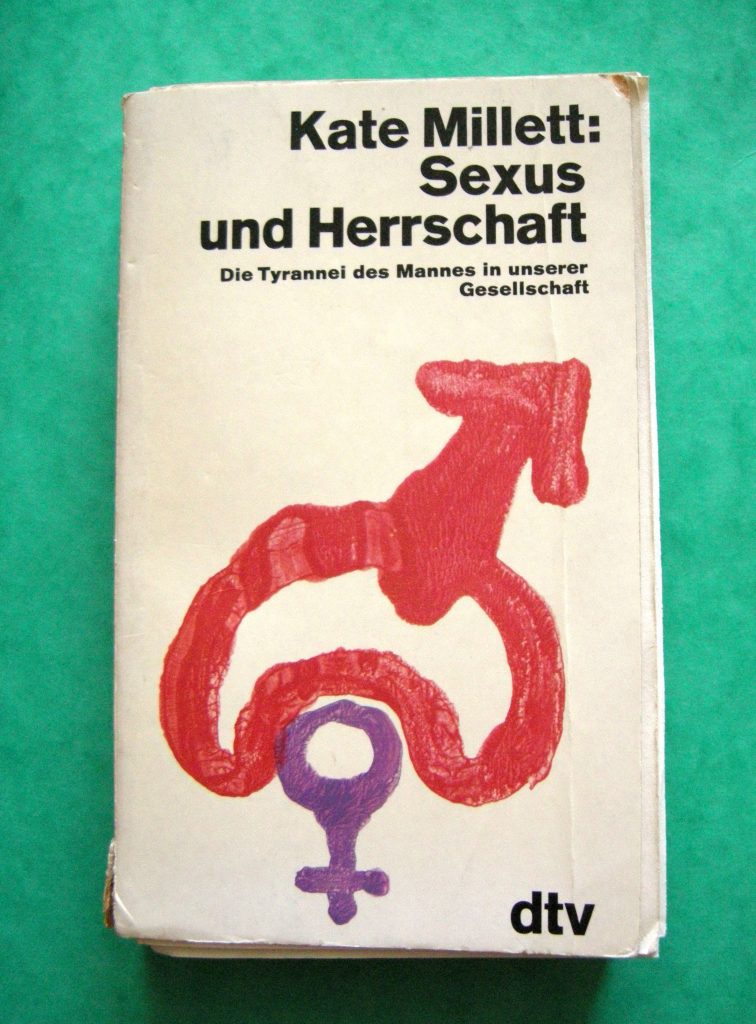 Kate Millett:
Sexus
und Herrschaft
Die Tyrannei des Mannes in unserer
Gesellschaft
dtv